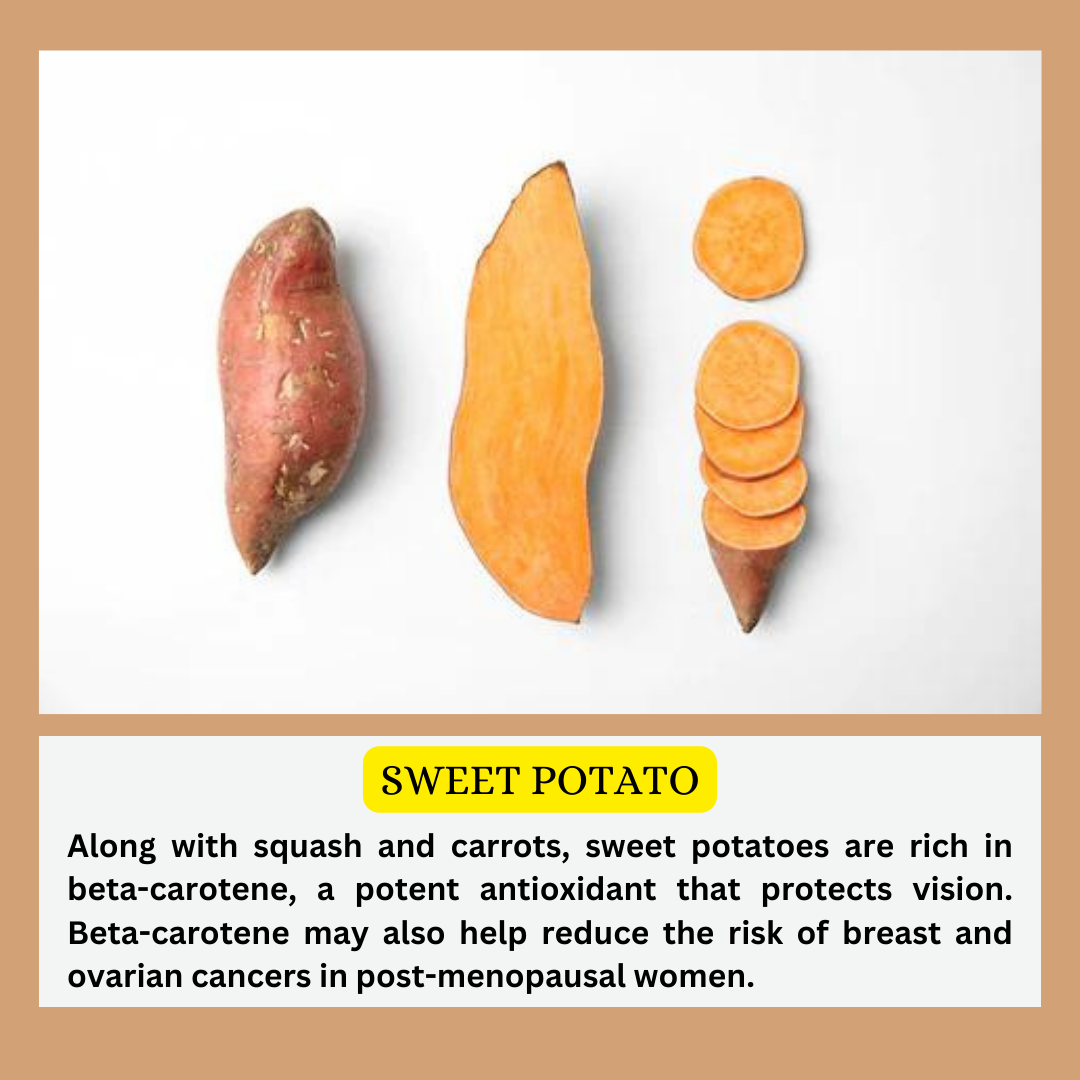 SWEET POTATO
Along with squash and carrots, sweet potatoes are rich in
beta-carotene, a potent antioxidant that protects vision.
Beta-carotene may also help reduce the risk of breast and
ovarian cancers in post-menopausal women.